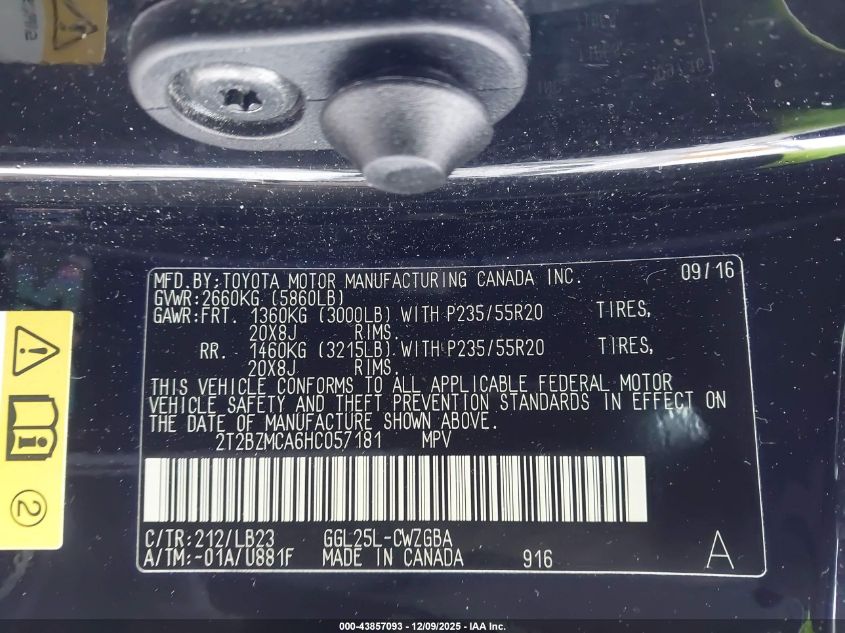 MFD.BY:TOYOTA MOTOR MANUFACTURING CANADA INC. 09/16
GVWR:2660KG (5860LB)
GAWR:FRT. 1360KG (3000LB) WITH P235/55R20 TIRES,
20X8J RIMS.
RR. 1460KG (3215LB) WITH P235/55R20 TIRES,
20X8J RIMS.
THIS VEHICLE CONFORMS TO ALL APPLICABLE FEDERAL MOTOR
VEHICLE SAFETY AND THEFT PREVENTION STANDARDS IN EFFECT ON
THE DATE OF MANUFACTURE SHOWN ABOVE.
2T2BZMCA6HC057181 MPV
C/TR:212/LB23 GGL25L-CWZGBA
A/TM:-01A/U881F MADE IN CANADA 916 A
2
000-43857093 - 12/09/2025 - IAA Inc.